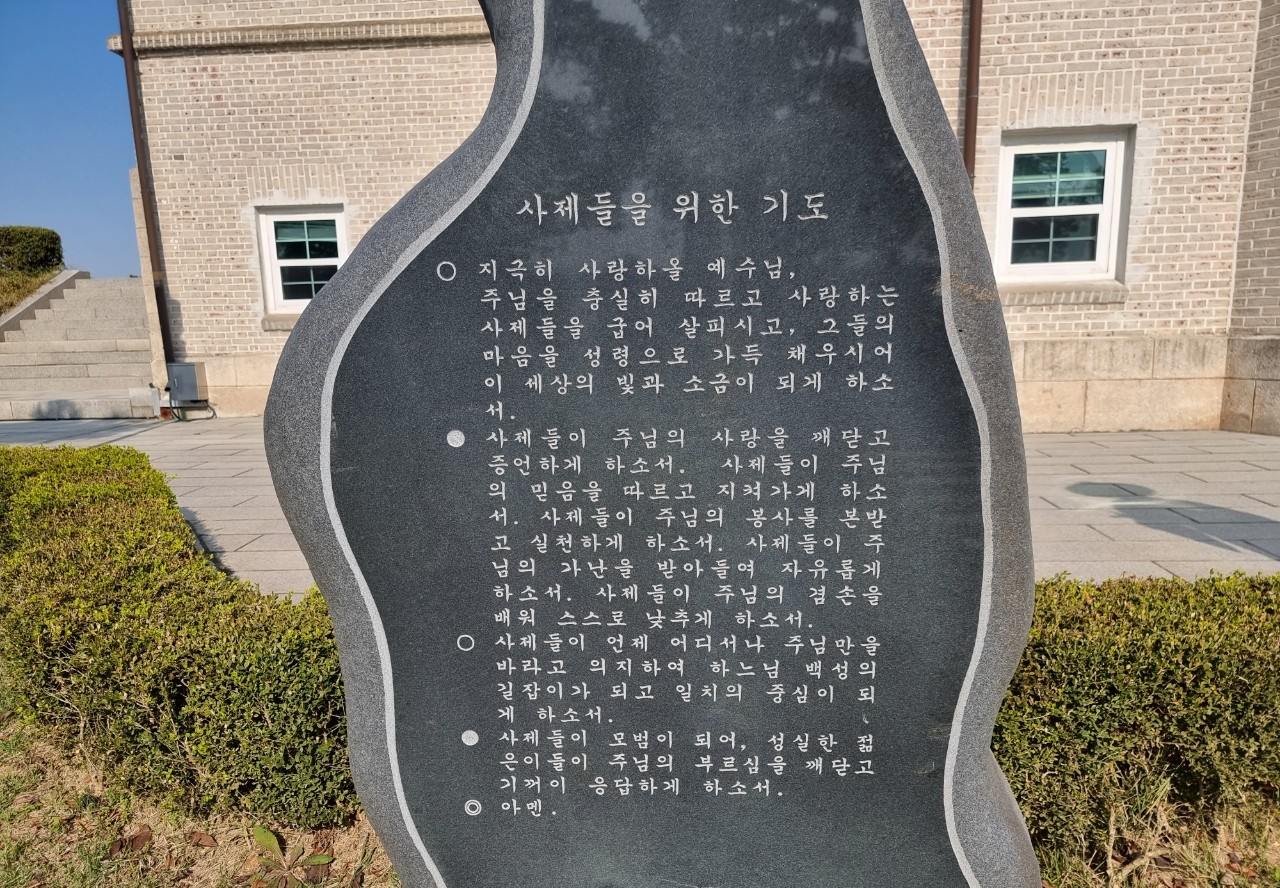 사제들을 위한 기도
○ 지극히 사랑하올 예수님,
주님을 충실히 따르고 사랑하는
사제들을 굽어 살피시고, 그들의
마음을 성령으로 가득 채우시어
이 세상의 빛과 소금이 되게 하소
서.
● 사제들이 주님의 사랑을 깨닫고
증언하게 하소서. 사제들이 주님
의 믿음을 따르고 지켜가게 하소
서. 사제들이 주님의 봉사를 본받
고 실천하게 하소서. 사제들이 주
님의 가난을 받아들여 자유롭게
하소서. 사제들이 주님의 겸손을
배워 스스로 낮추게 하소서.
○ 사제들이 언제 어디서나 주님만을
바라고 의지하여 하느님 백성의
길잡이가 되고 일치의 중심이 되
게 하소서.
● 사제들이 모범이 되어, 성실한 젊
은이들이 주님의 부르심을 깨닫고
기꺼이 응답하게 하소서.
◎ 아멘.